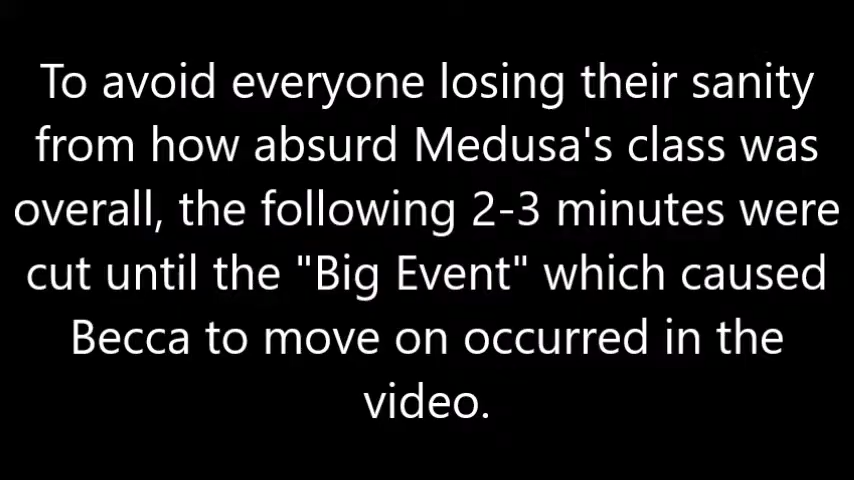 To avoid everyone losing their sanity
from how absurd Medusa's class was
overall, the following 2-3 minutes were
cut until the "Big Event" which caused
Becca to move on occurred in the
video.